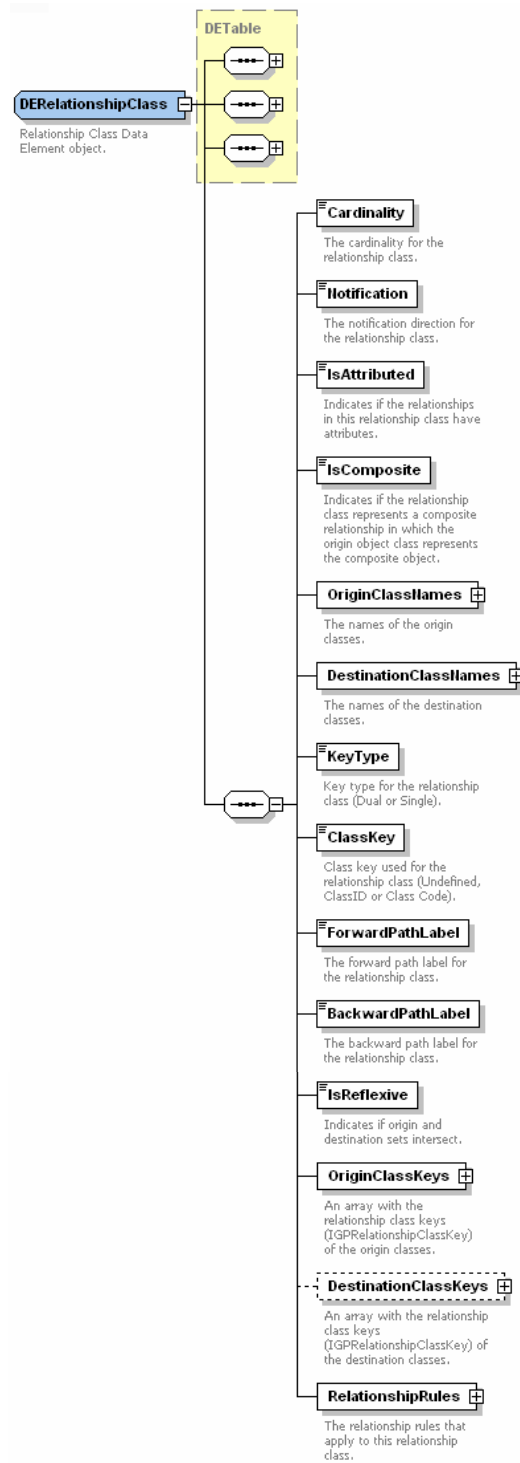 DETable
DERelationshipClass
Relationship Class Data
Element object.
Cardinality
The cardinality for the
relationship class.
Notification
The notification direction for
the relationship class.
IsAttributed
Indicates if the relationships
in this relationship class have
attributes.
IsComposite
Indicates if the relationship
class represents a composite
relationship in which the
origin object class represents
the composite object.
OriginClassNames
The names of the origin
classes.
DestinationClassNames
The names of the destination
classes.
KeyType
Key type for the relationship
class (Dual or Single).
ClassKey
Class key used for the
relationship class (Undefined,
ClassID or Class Code).
ForwardPathLabel
The forward path label for
the relationship class.
BackwardPathLabel
The backward path label for
the relationship class.
IsReflexive
Indicates if origin and
destination sets intersect.
OriginClassKeys
An array with the
relationship class keys
(IGPRelationshipClassKey)
of the origin classes.
DestinationClassKeys
An array with the relationship
class keys
(IGPRelationshipClassKey) of
the destination classes.
RelationshipRules
The relationship rules that
apply to this relationship
class.